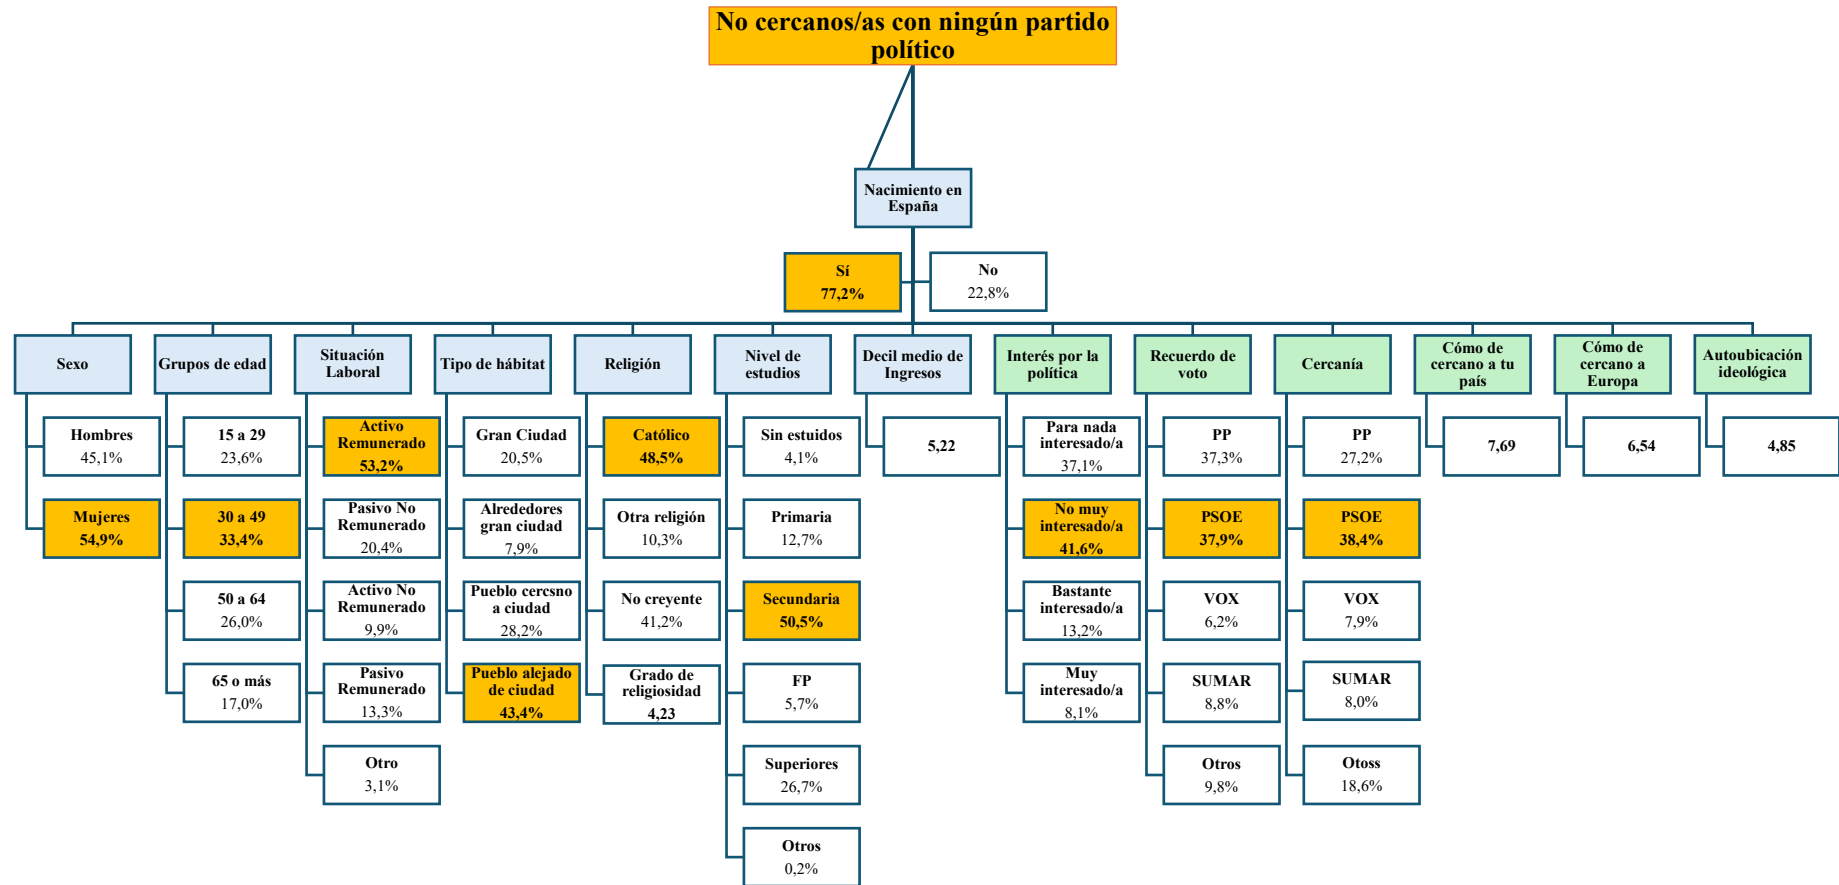 No cercanos/as con ningún partido
político
Nacimiento en
España
Sí
77,2%
No
22,8%
Sexo
Hombres
45,1%
Mujeres
54,9%
Grupos de edad
15 a 29
23,6%
30 a 49
33,4%
50 a 64
26,0%
65 o más
17,0%
Situación
Laboral
Activo
Remunerado
53,2%
Pasivo No
Remunerado
20,4%
Activo No
Remunerado
9,9%
Pasivo
Remunerado
13,3%
Otro
3,1%
Tipo de hábitat
Gran Ciudad
20,5%
Alrededores
gran ciudad
7,9%
Pueblo cercsno
a ciudad
28,2%
Pueblo alejado
de ciudad
43,4%
Religión
Católico
48,5%
Otra religión
10,3%
No creyente
41,2%
Grado de
religiosidad
4,23
Nivel de
estudios
Sin estuidos
4,1%
Primaria
12,7%
Secundaria
50,5%
FP
5,7%
Superiores
26,7%
Otros
0,2%
Decil medio de
Ingresos
5,22
Interés por la
política
Para nada
interesado/a
37,1%
No muy
interesado/a
41,6%
Bastante
interesado/a
13,2%
Muy
interesado/a
8,1%
Recuerdo de
voto
PP
37,3%
PSOE
37,9%
VOX
6,2%
SUMAR
8,8%
Otros
9,8%
Cercanía
PP
27,2%
PSOE
38,4%
VOX
7,9%
SUMAR
8,0%
Otoss
18,6%
Cómo de
cercano a tu
país
7,69
Cómo de
cercano a
Europa
6,54
Autoubicación
ideológica
4,85